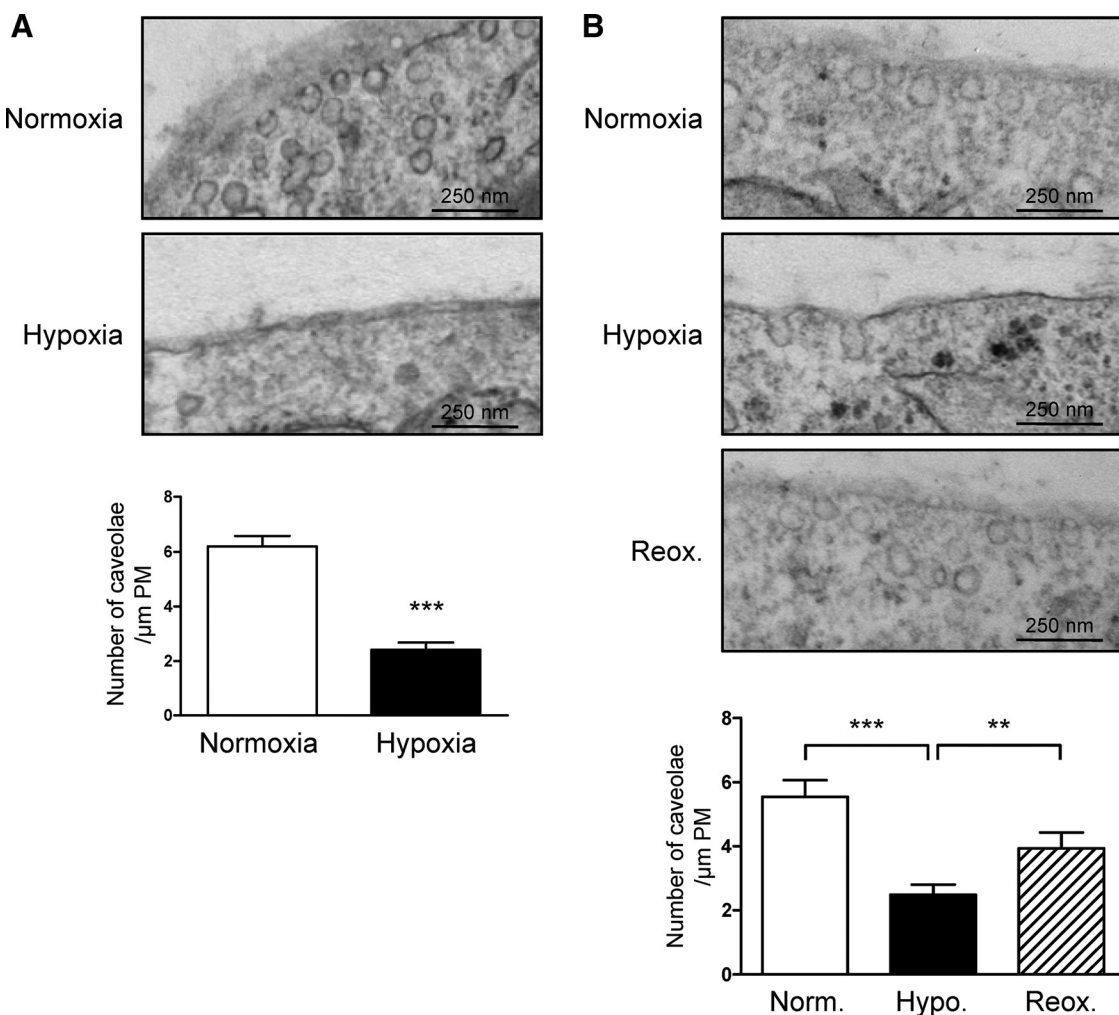 A
Normoxia
250 nm
Hypoxia
250 nm
Number of caveolae
/µm PM
8
6
4
2
0
***
Normoxia
Hypoxia
B
Normoxia
250 nm
Hypoxia
250 nm
Reox.
250 nm
Number of caveolae
/µm PM
8
6
4
2
0
***
**
Norm.
Hypo.
Reox.